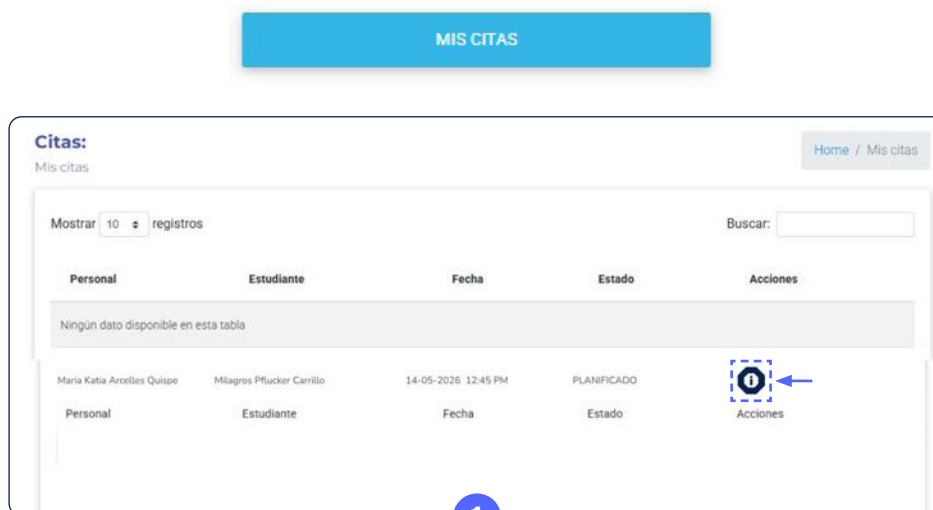 MIS CITAS
Citas:
Mis citas
Home / Mis citas
Mostrar 10 registros
Buscar:
Personal Estudiante Fecha Estado Acciones
Ningún dato disponible en esta tabla
Maria Katia Arcelles Quispe Milagros Pflucker Carrillo 14-05-2026 12:45 PM PLANIFICADO
Personal Estudiante Fecha Estado Acciones